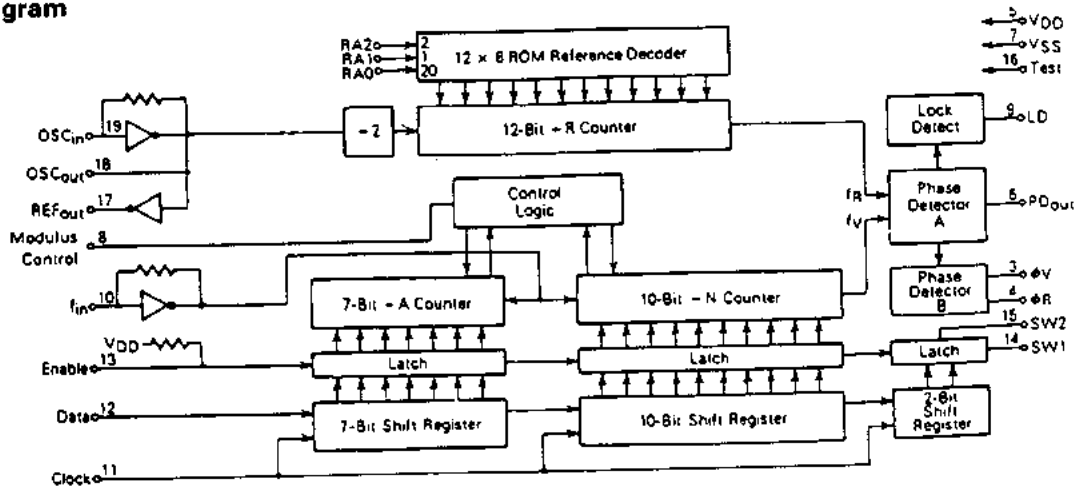 gram
5 VDD
7 VSS
16 Test
RA2 2
RA1 1
RA0 20
12 × 8 ROM Reference Decoder
OSCin 19
÷2
12-Bit ÷ R Counter
Lock Detect
9 LD
OSCout 18
REFout 17
Control Logic
fR
fV
Phase Detector A
6 PDout
Modulus Control 8
fin 10
7-Bit ÷ A Counter
10-Bit ÷ N Counter
Phase Detector B
3 ϕV
4 ϕR
15 SW2
14 SW1
VDD
Enable 13
Latch
Latch
Latch
Data 12
7-Bit Shift Register
10-Bit Shift Register
2-Bit Shift Register
Clock 11